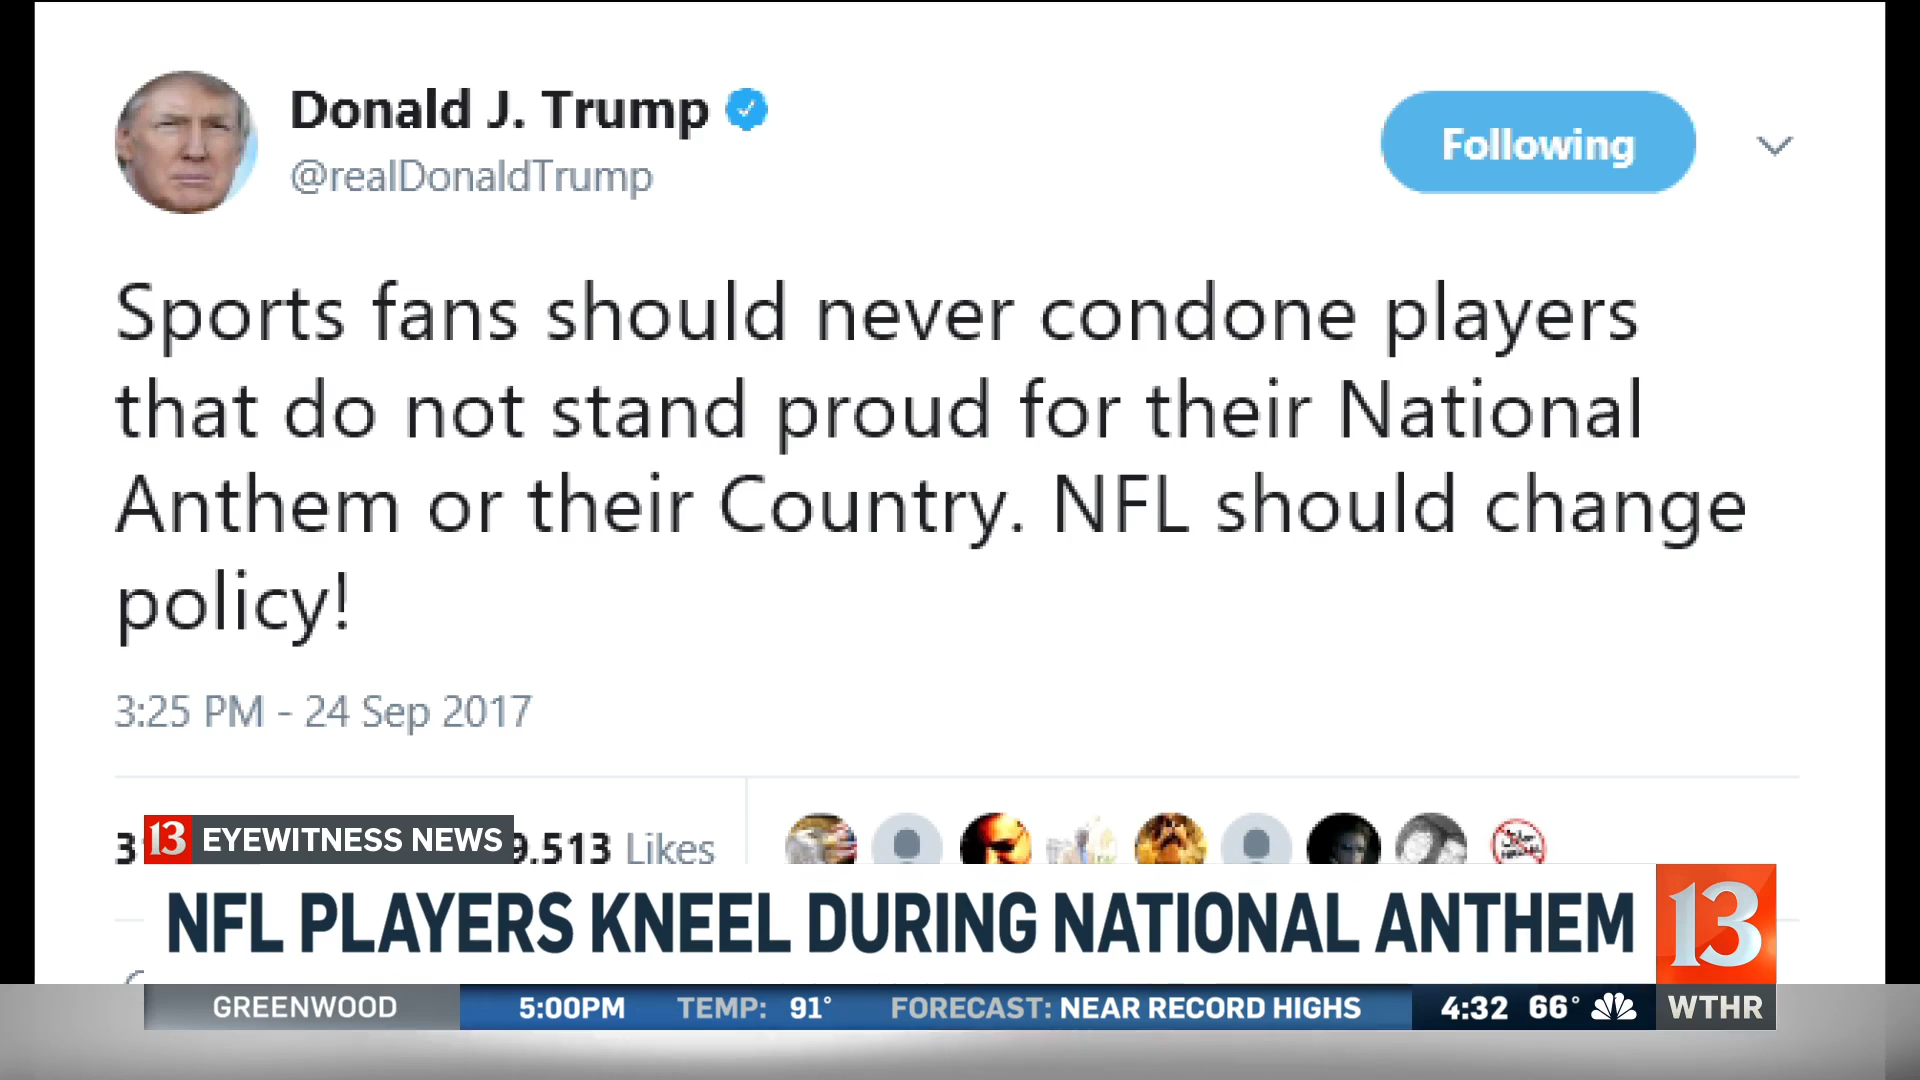 Donald J. Trump
@realDonaldTrump
Following
Sports fans should never condone players
that do not stand proud for their National
Anthem or their Country. NFL should change
policy!
3:25 PM - 24 Sep 2017
9.513 Likes
13 EYEWITNESS NEWS
NFL PLAYERS KNEEL DURING NATIONAL ANTHEM
13
GREENWOOD 5:00PM TEMP: 91° FORECAST: NEAR RECORD HIGHS 4:32 66° WTHR